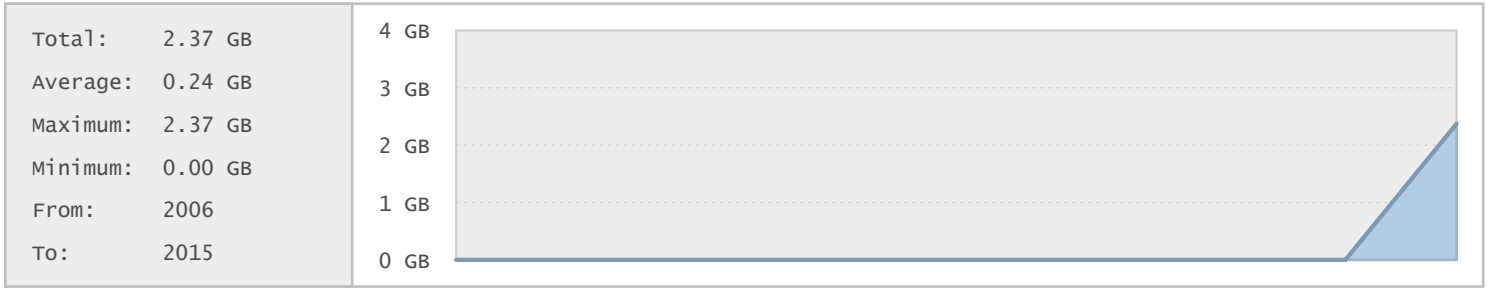 Total: 2.37 GB
Average: 0.24 GB
Maximum: 2.37 GB
Minimum: 0.00 GB
From: 2006
To: 2015
4 GB
3 GB
2 GB
1 GB
0 GB